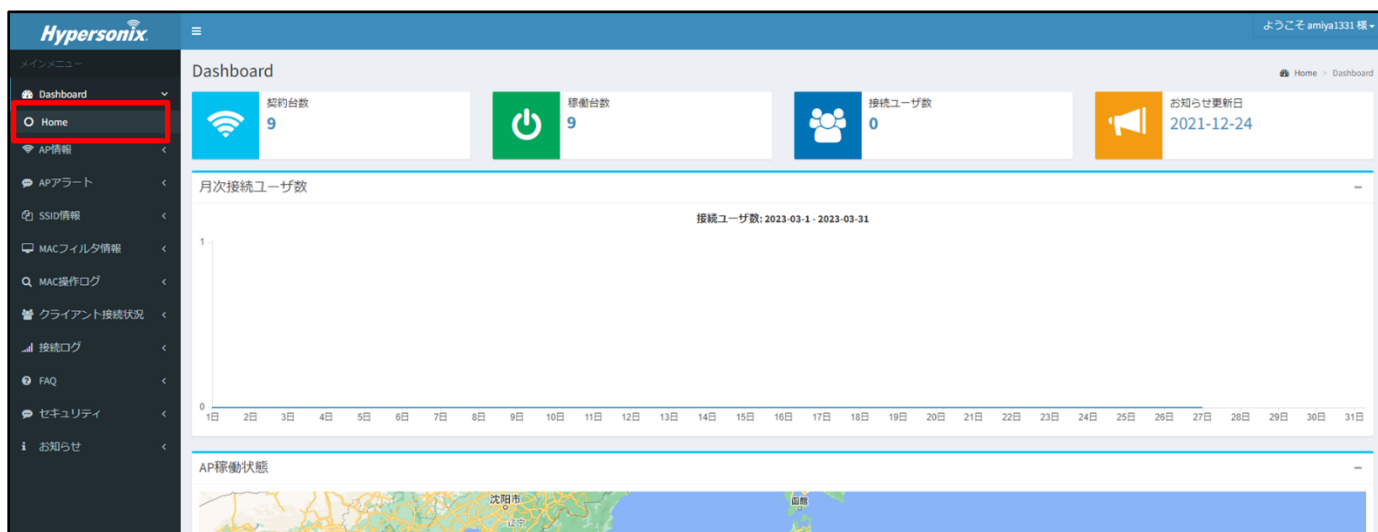 Hypersonix.
ようこそ amiya1331 様
メインメニュー
Dashboard
Home
AP情報
APアラート
SSID情報
MACフィルタ情報
MAC操作ログ
クライアント接続状況
接続ログ
FAQ
セキュリティ
お知らせ
Dashboard
Home > Dashboard
契約台数
9
稼働台数
9
接続ユーザ数
0
お知らせ更新日
2021-12-24
月次接続ユーザ数
接続ユーザ数: 2023-03-1 - 2023-03-31
1
0
1日 2日 3日 4日 5日 6日 7日 8日 9日 10日 11日 12日 13日 14日 15日 16日 17日 18日 19日 20日 21日 22日 23日 24日 25日 26日 27日 28日 29日 30日 31日
AP稼働状態
沈阳市
辽宁
函館